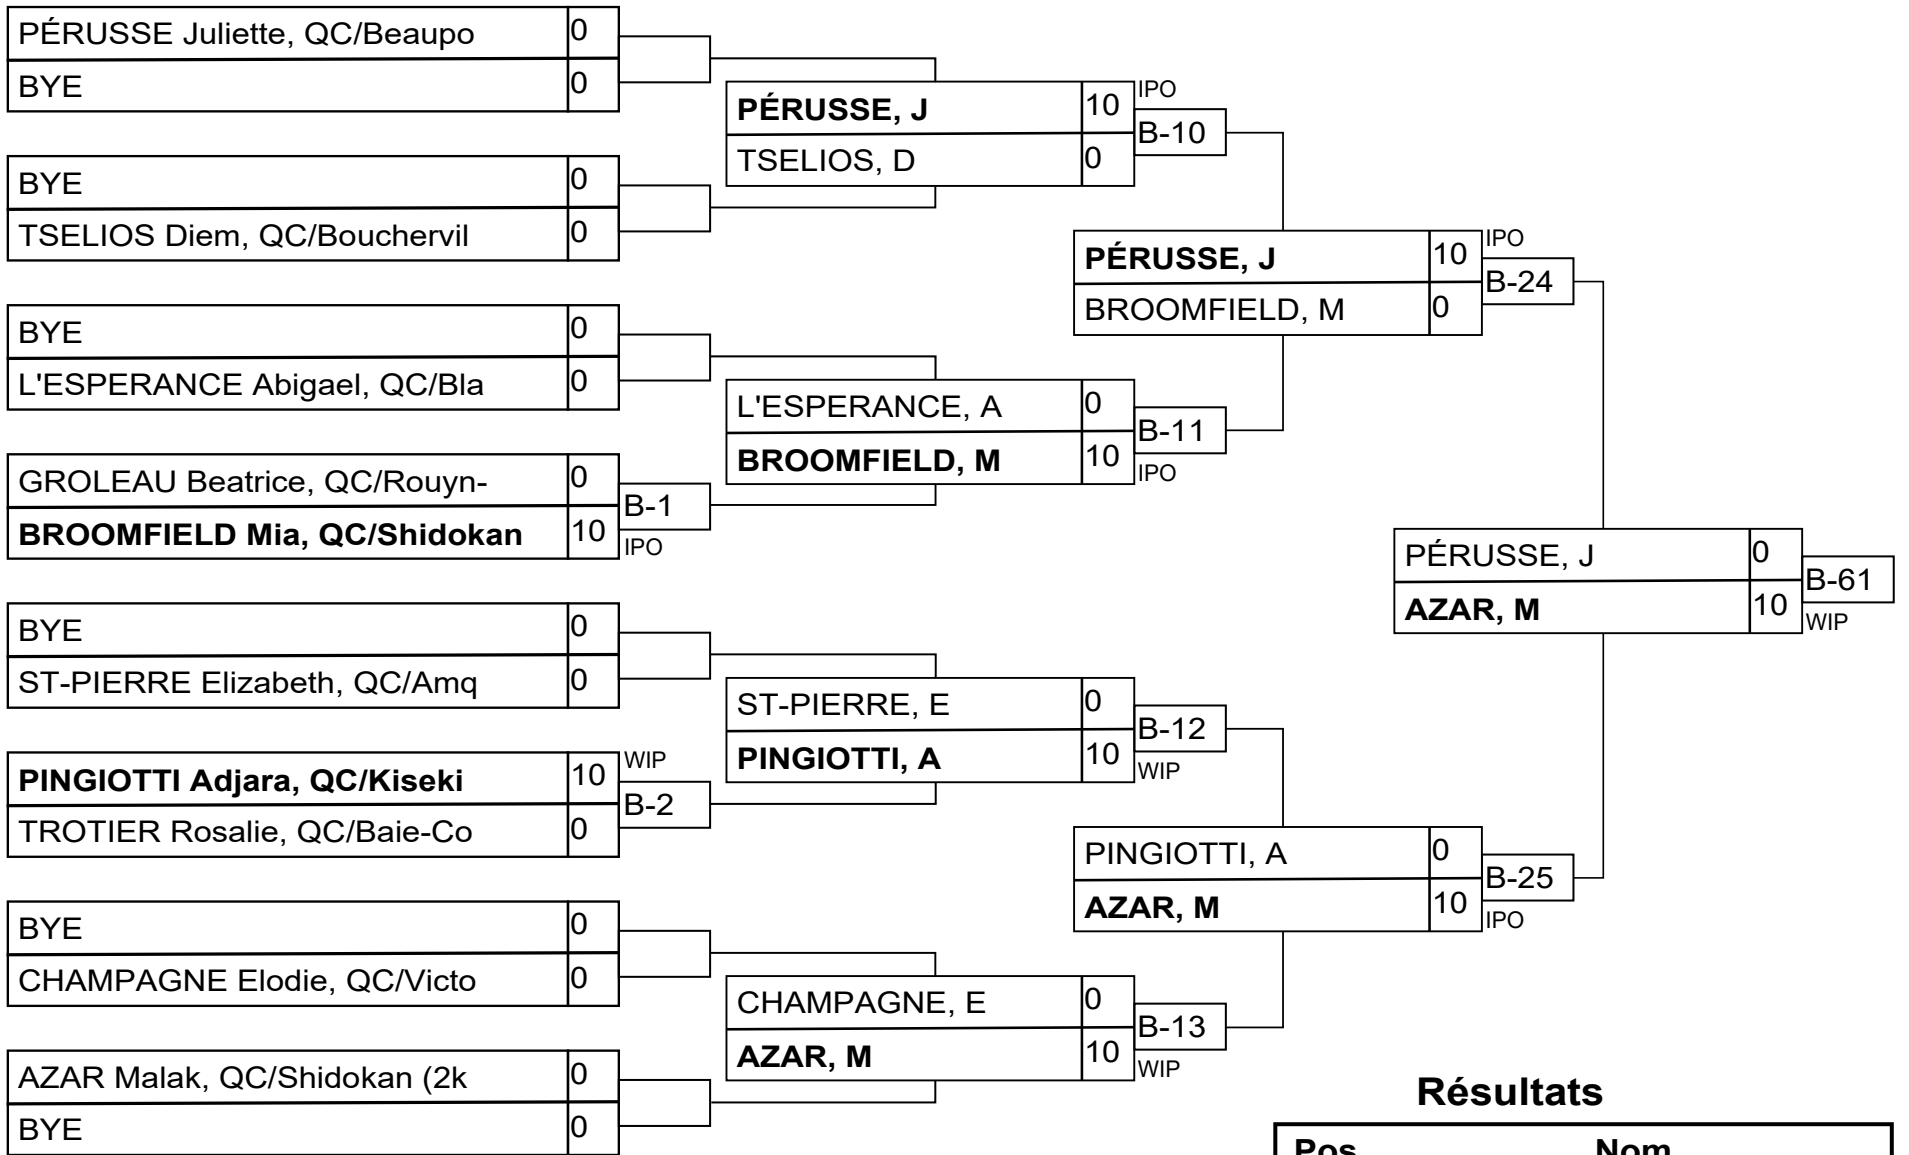 PÉRUSSE Juliette, QC/Beaupo 0
BYE 0
BYE 0
TSELIOS Diem, QC/Bouchervil 0
BYE 0
L'ESPERANCE Abigael, QC/Bla 0
GROLEAU Beatrice, QC/Rouyn- 0
BROOMFIELD Mia, QC/Shidokan 10
B-1
IPO
BYE 0
ST-PIERRE Elizabeth, QC/Amq 0
PINGIOTTI Adjara, QC/Kiseki 10
TROTIER Rosalie, QC/Baie-Co 0
WIP
B-2
BYE 0
CHAMPAGNE Elodie, QC/Victo 0
AZAR Malak, QC/Shidokan (2k 0
BYE 0
PÉRUSSE, J 10
TSELIOS, D 0
IPO
B-10
L'ESPERANCE, A 0
BROOMFIELD, M 10
B-11
IPO
ST-PIERRE, E 0
PINGIOTTI, A 10
B-12
WIP
CHAMPAGNE, E 0
AZAR, M 10
B-13
WIP
PÉRUSSE, J 10
BROOMFIELD, M 0
IPO
B-24
PINGIOTTI, A 0
AZAR, M 10
B-25
IPO
PÉRUSSE, J 0
AZAR, M 10
B-61
WIP
Résultats
Pos Nom